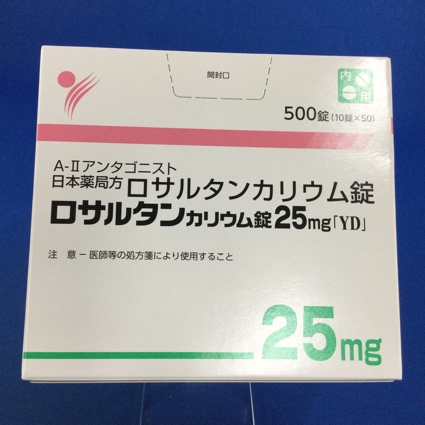 開封口
内用
500錠(10錠×50)
A-Ⅱアンタゴニスト
日本薬局方 ロサルタンカリウム錠
ロサルタンカリウム錠25mg「YD」
注 意-医師等の処方箋により使用すること
25mg